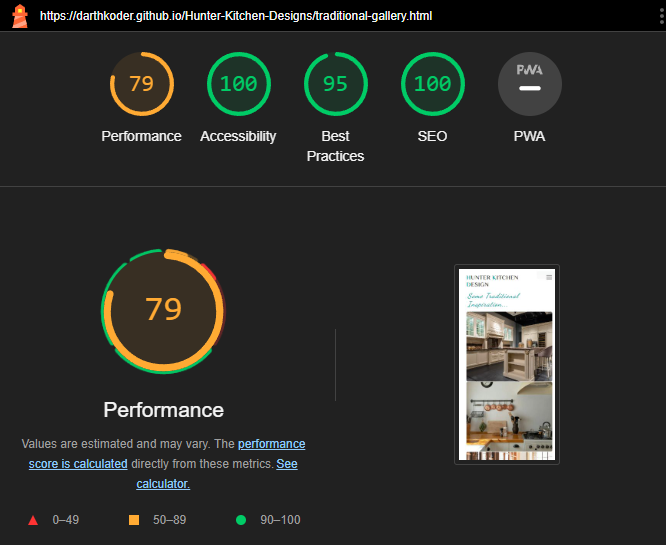 https://darthkoder.github.io/Hunter-Kitchen-Designs/traditional-gallery.html
79
100
95
100
PWA
Performance
Accessibility
Best
Practices
SEO
PWA
79
Performance
Values are estimated and may vary. The performance
score is calculated directly from these metrics. See
calculator.
0–49
50–89
90–100
HUNTER KITCHEN
DESIGN
Some Traditional
Inspiration...